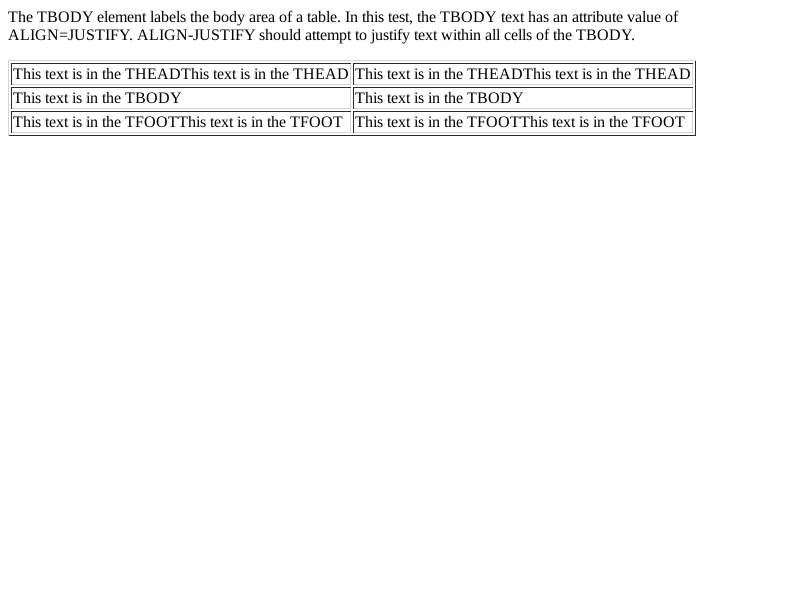 The TBODY element labels the body area of a table. In this test, the TBODY text has an attribute value of
ALIGN=JUSTIFY. ALIGN-JUSTIFY should attempt to justify text within all cells of the TBODY.
This text is in the THEADThis text is in the THEAD This text is in the THEADThis text is in the THEAD
This text is in the TBODY This text is in the TBODY
This text is in the TFOOTThis text is in the TFOOT This text is in the TFOOTThis text is in the TFOOT